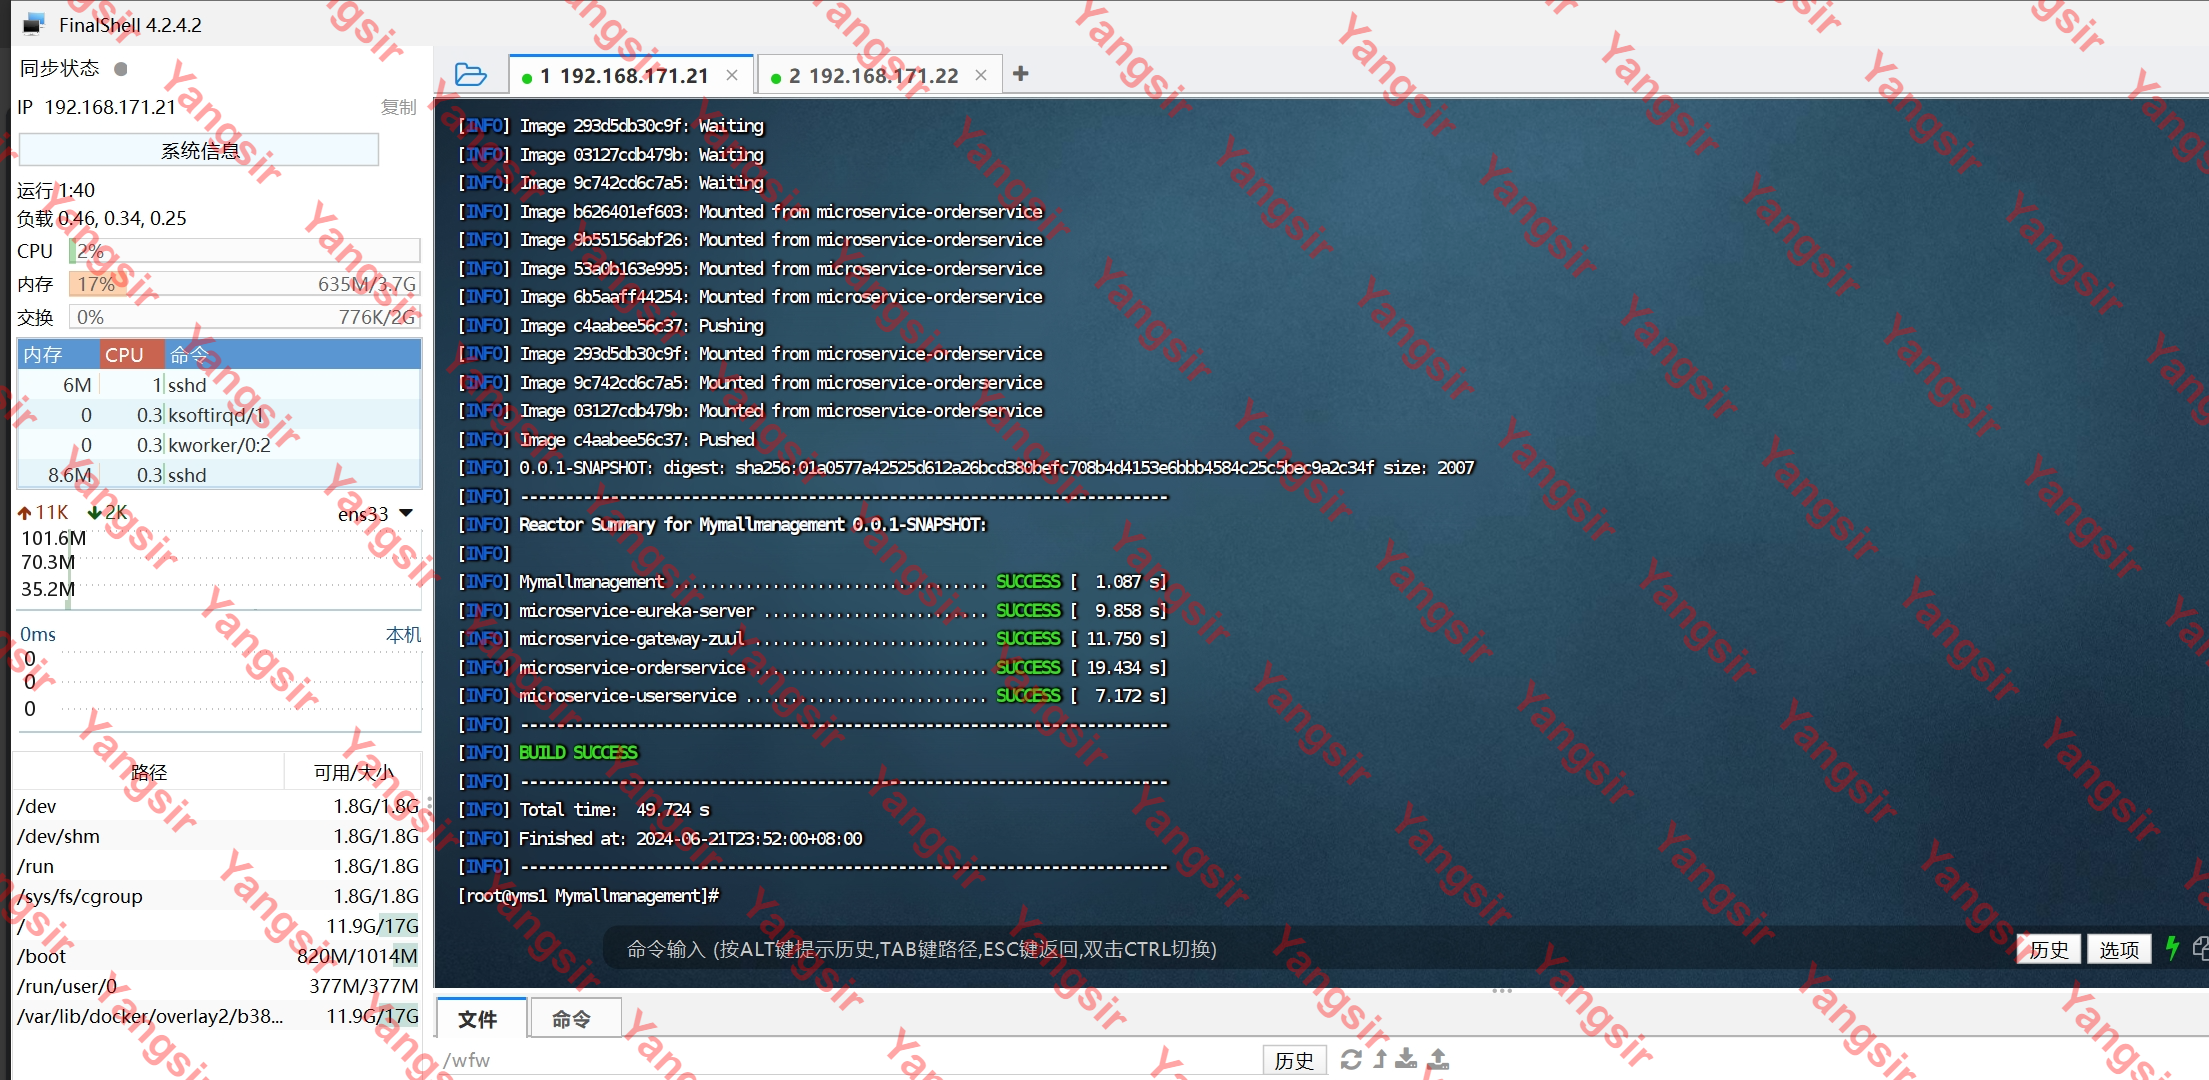 FinalShell 4.2.4.2
同步状态
IP 192.168.171.21 复制
系统信息
运行 1:40
负载 0.46, 0.34, 0.25
CPU 2%
内存 17% 635M/3.7G
交换 0% 776K/2G
内存 CPU 命令
6M 1 sshd
0 0.3 ksoftirqd/1
0 0.3 kworker/0:2
8.6M 0.3 sshd
11K 2K ens33
101.6M
70.3M
35.2M
0ms 本机
0
0
0
路径 可用/大小
/dev 1.8G/1.8G
/dev/shm 1.8G/1.8G
/run 1.8G/1.8G
/sys/fs/cgroup 1.8G/1.8G
/ 11.9G/17G
/boot 820M/1014M
/run/user/0 377M/377M
/var/lib/docker/overlay2/b38... 11.9G/17G
1 192.168.171.21 × 2 192.168.171.22 × +
[INFO] Image 293d5db30c9f: Waiting
[INFO] Image 03127cdb479b: Waiting
[INFO] Image 9c742cd6c7a5: Waiting
[INFO] Image b626401ef603: Mounted from microservice-orderservice
[INFO] Image 9b55156abf26: Mounted from microservice-orderservice
[INFO] Image 53a0b163e995: Mounted from microservice-orderservice
[INFO] Image 6b5aaff44254: Mounted from microservice-orderservice
[INFO] Image c4aabee56c37: Pushing
[INFO] Image 293d5db30c9f: Mounted from microservice-orderservice
[INFO] Image 9c742cd6c7a5: Mounted from microservice-orderservice
[INFO] Image 03127cdb479b: Mounted from microservice-orderservice
[INFO] Image c4aabee56c37: Pushed
[INFO] 0.0.1-SNAPSHOT: digest: sha256:01a0577a42525d612a26bcd380befc708b4d4153e6bbb4584c25c5bec9a2c34f size: 2007
[INFO] ------------------------------------------------------------------------
[INFO] Reactor Summary for Mymallmanagement 0.0.1-SNAPSHOT:
[INFO]
[INFO] Mymallmanagement ................................... SUCCESS [  1.087 s]
[INFO] microservice-eureka-server ......................... SUCCESS [  9.858 s]
[INFO] microservice-gateway-zuul .......................... SUCCESS [ 11.750 s]
[INFO] microservice-orderservice .......................... SUCCESS [ 19.434 s]
[INFO] microservice-userservice ........................... SUCCESS [  7.172 s]
[INFO] ------------------------------------------------------------------------
[INFO] BUILD SUCCESS
[INFO] ------------------------------------------------------------------------
[INFO] Total time:  49.724 s
[INFO] Finished at: 2024-06-21T23:52:00+08:00
[INFO] ------------------------------------------------------------------------
[root@yms1 Mymallmanagement]#
命令输入 (按ALT键提示历史,TAB键路径,ESC键返回,双击CTRL切换) 历史 选项
文件 命令
/wfw 历史
Yangsir